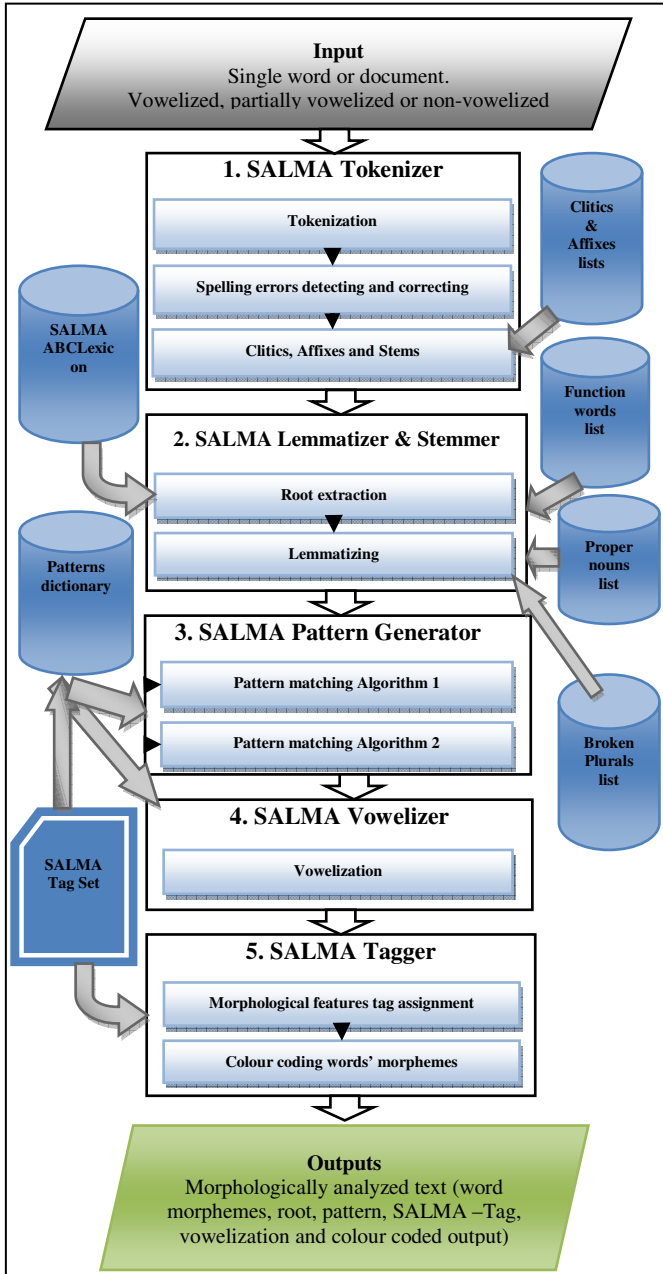 Input
Single word or document.
Vowelized, partially vowelized or non-vowelized
1. SALMA Tokenizer
Tokenization
Spelling errors detecting and correcting
Clitics, Affixes and Stems
Clitics
&
Affixes
lists
SALMA
ABCLexic
on
Function
words
list
2. SALMA Lemmatizer & Stemmer
Root extraction
Lemmatizing
Proper
nouns
list
Patterns
dictionary
3. SALMA Pattern Generator
Pattern matching Algorithm 1
Pattern matching Algorithm 2
Broken
Plurals
list
4. SALMA Vowelizer
Vowelization
SALMA
Tag Set
5. SALMA Tagger
Morphological features tag assignment
Colour coding words’ morphemes
Outputs
Morphologically analyzed text (word
morphemes, root, pattern, SALMA –Tag,
vowelization and colour coded output)